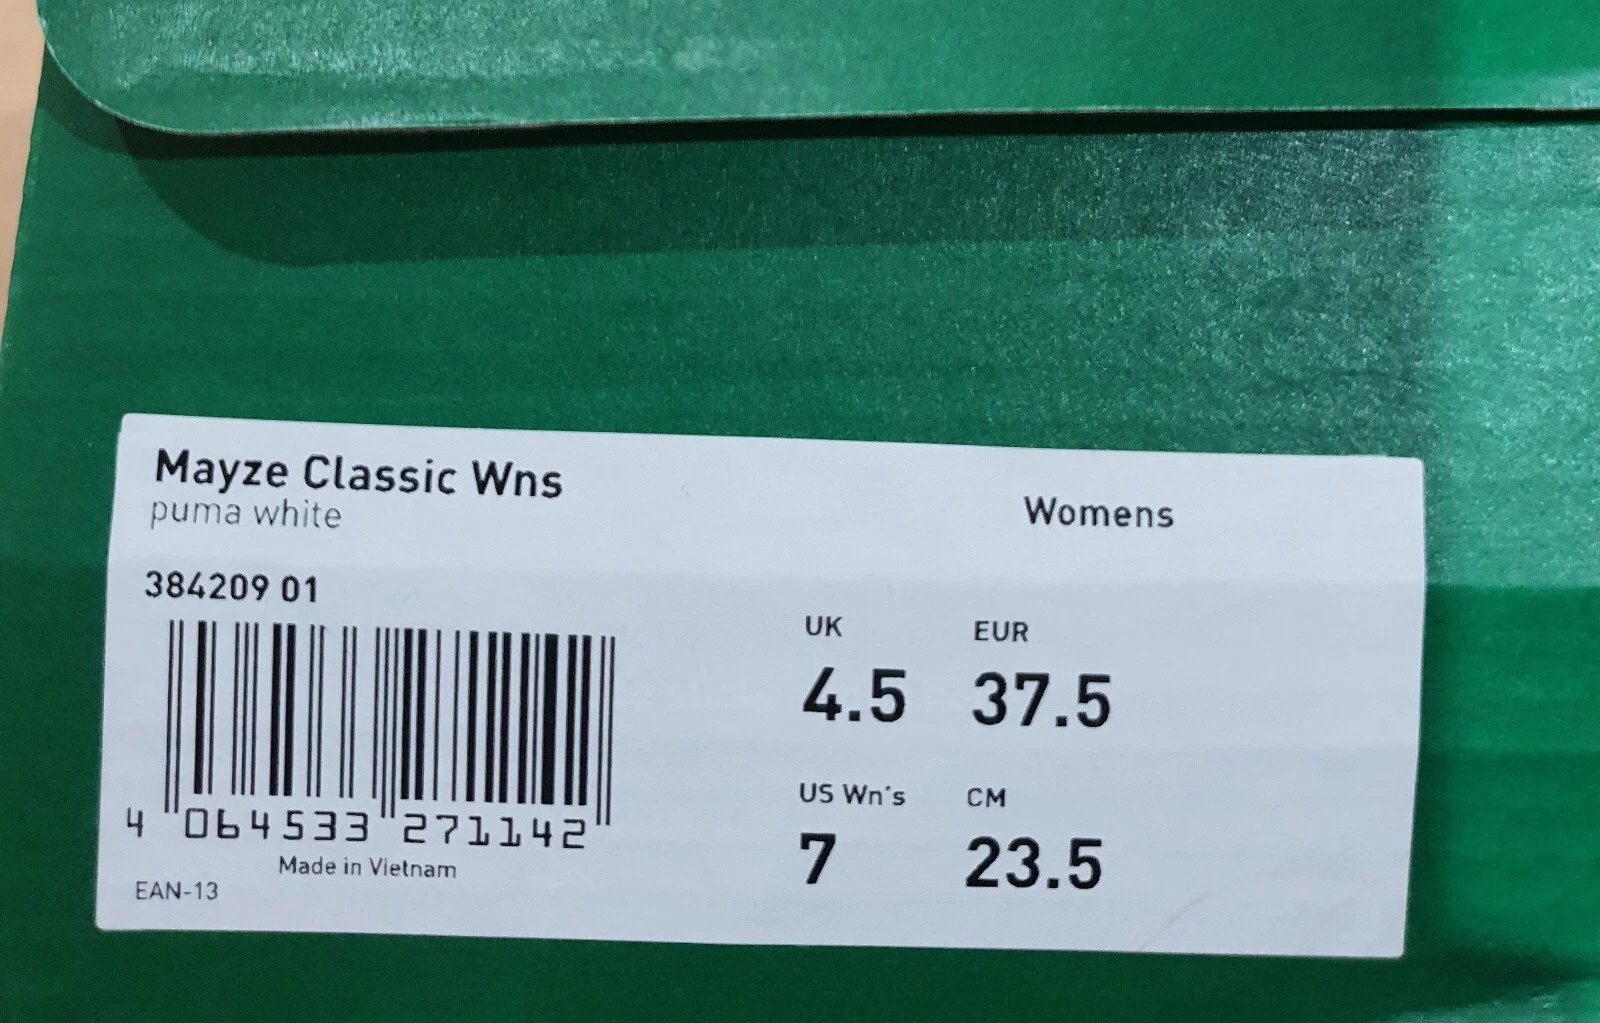 Mayze Classic Wns
puma white
Womens
384209 01
UK
EUR
4.5
37.5
US Wn's
CM
7
23.5
4 064533 271142
Made in Vietnam
EAN-13